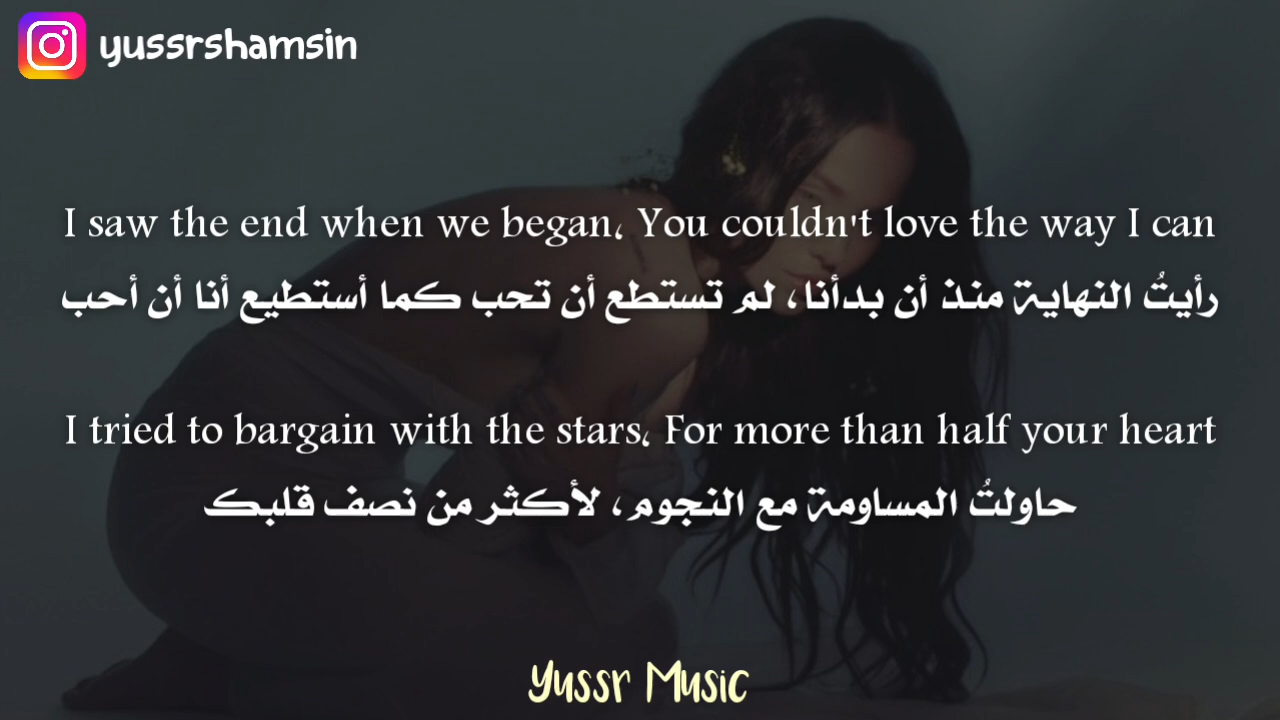 yussrshamsin
I saw the end when we began، You couldn't love the way I can
رأيتُ النهاية منذ أن بدأنا، لم تستطع أن تحب كما أستطيع أنا أن أحب
I tried to bargain with the stars، For more than half your heart
حاولتُ المساومة مع النجوم، لأكثر من نصف قلبك
Yussr Music